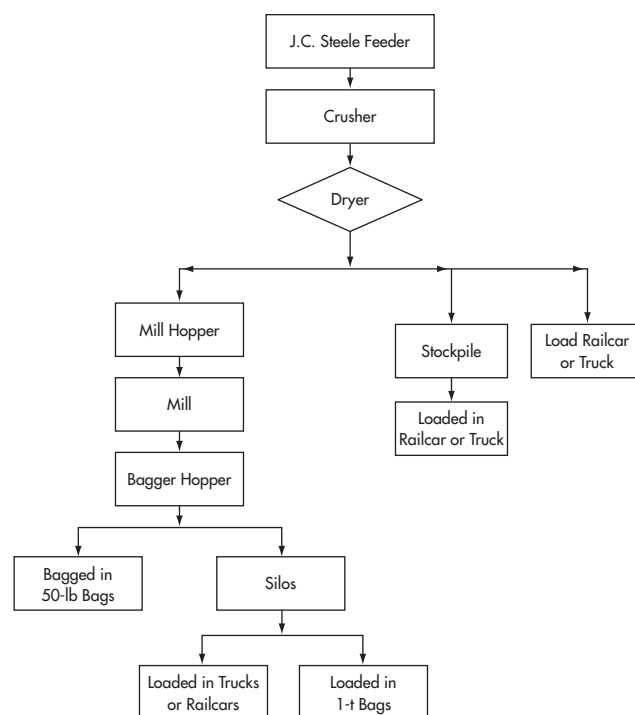 J.C. Steele Feeder
Crusher
Dryer
Mill Hopper
Stockpile
Load Railcar
or Truck
Mill
Loaded in
Railcar or Truck
Bagger Hopper
Bagged in
50-lb Bags
Silos
Loaded in Trucks
or Railcars
Loaded in
1-t Bags